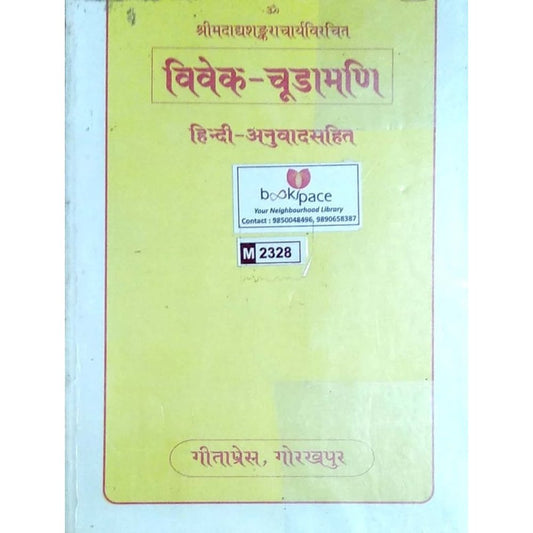 ॐ
श्रीमदाद्यशङ्कराचार्यविरचित
विवेक-चूडामणि
हिन्दी-अनुवादसहित
bookspace
Your Neighbourhood Library
Contact : 9850048496, 9890658387
M 2328
गीताप्रेस, गोरखपुर